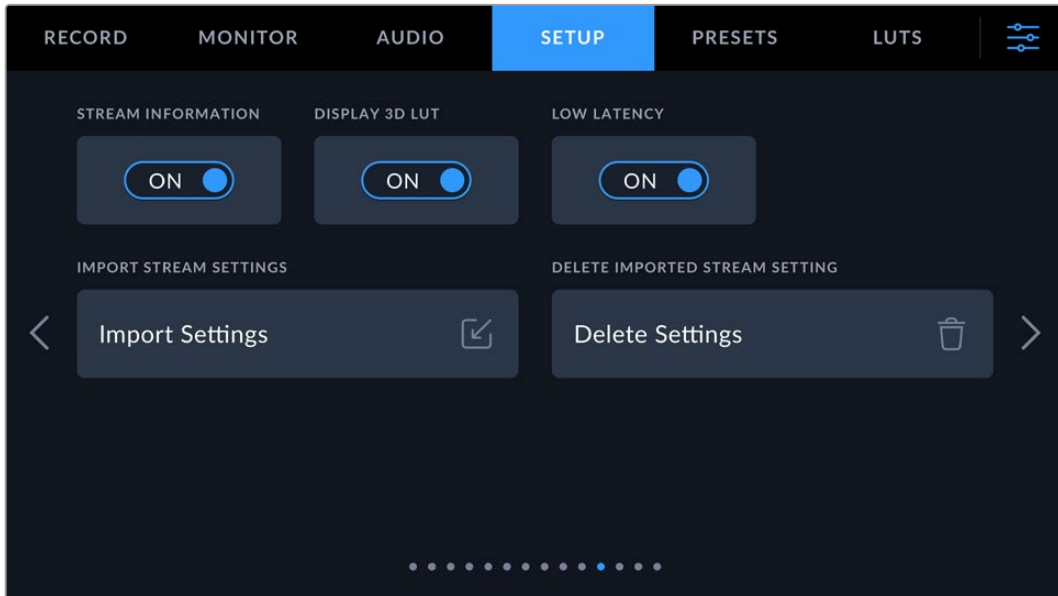 RECORD MONITOR AUDIO SETUP PRESETS LUTS
STREAM INFORMATION DISPLAY 3D LUT LOW LATENCY
ON ON ON
IMPORT STREAM SETTINGS DELETE IMPORTED STREAM SETTING
Import Settings Delete Settings